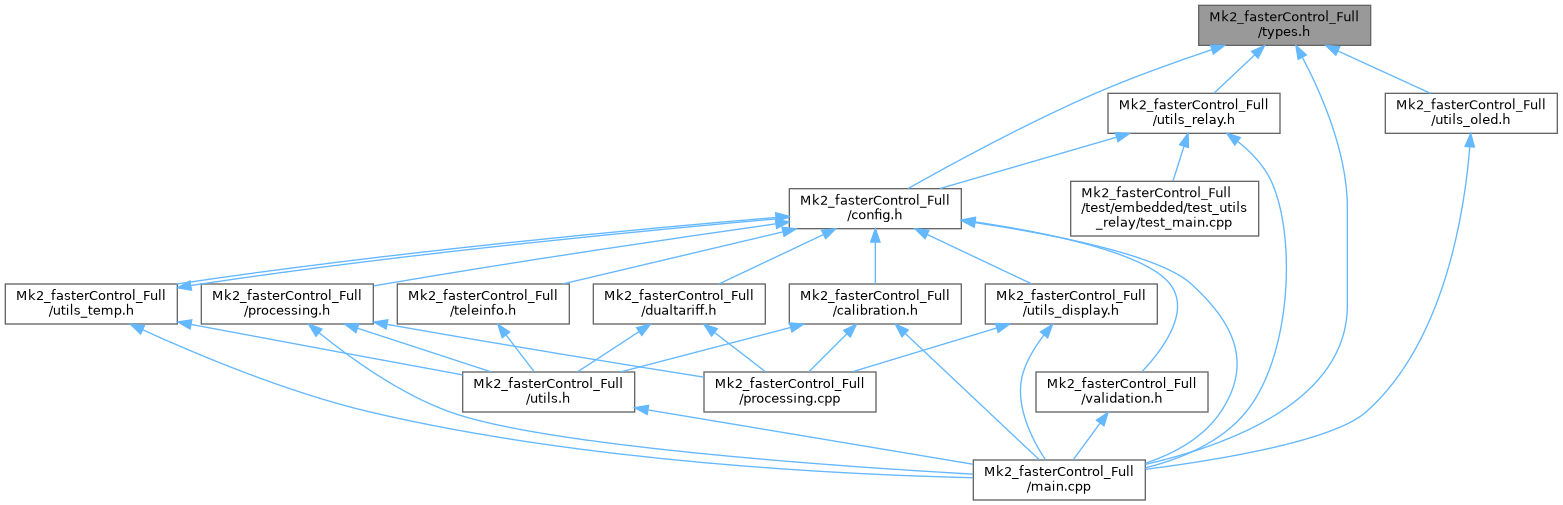 Mk2_fasterControl_Full
/types.h
Mk2_fasterControl_Full
/utils_relay.h
Mk2_fasterControl_Full
/utils_oled.h
Mk2_fasterControl_Full
/config.h
Mk2_fasterControl_Full
/test/embedded/test_utils
_relay/test_main.cpp
Mk2_fasterControl_Full
/utils_temp.h
Mk2_fasterControl_Full
/processing.h
Mk2_fasterControl_Full
/teleinfo.h
Mk2_fasterControl_Full
/dualtariff.h
Mk2_fasterControl_Full
/calibration.h
Mk2_fasterControl_Full
/utils_display.h
Mk2_fasterControl_Full
/utils.h
Mk2_fasterControl_Full
/processing.cpp
Mk2_fasterControl_Full
/validation.h
Mk2_fasterControl_Full
/main.cpp